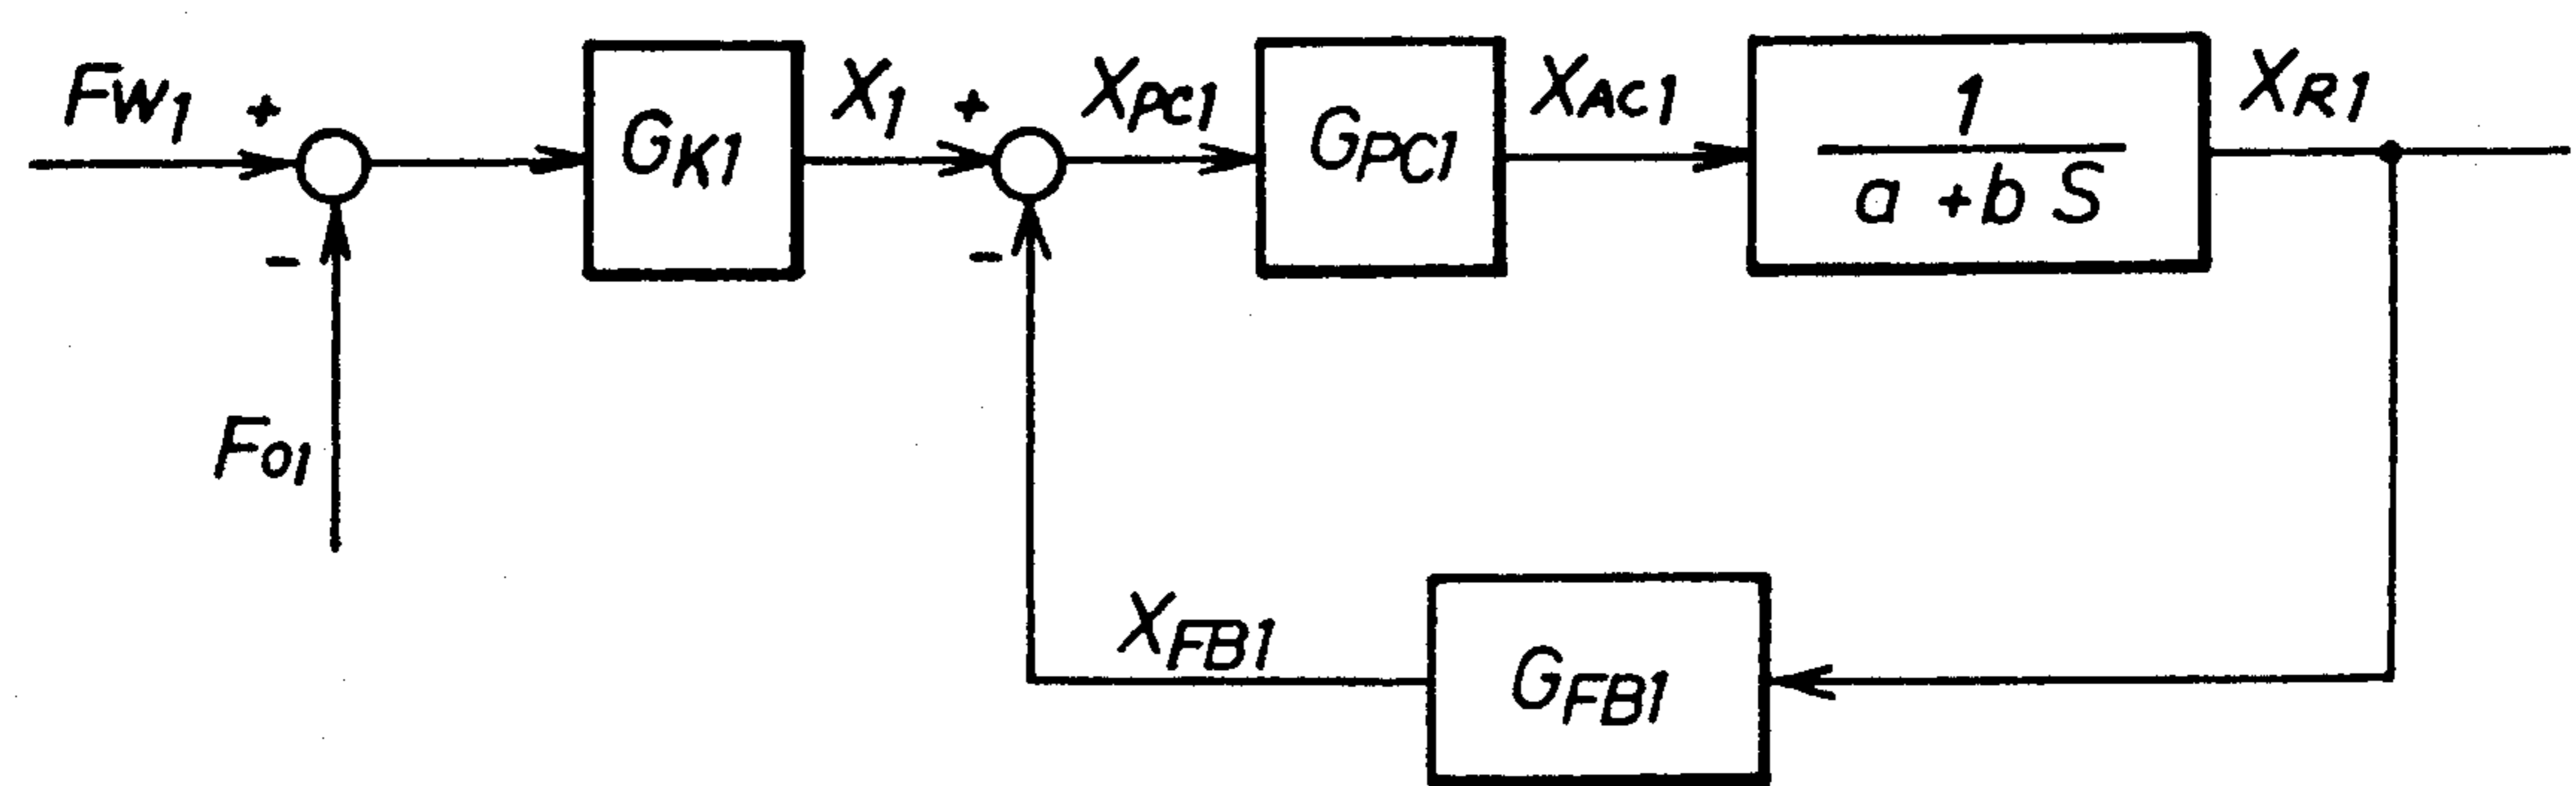 Fw1
+
-
Fo1
GK1
X1
+
-
XPC1
GPC1
XAC1
1
a + b S
XR1
XFB1
GFB1